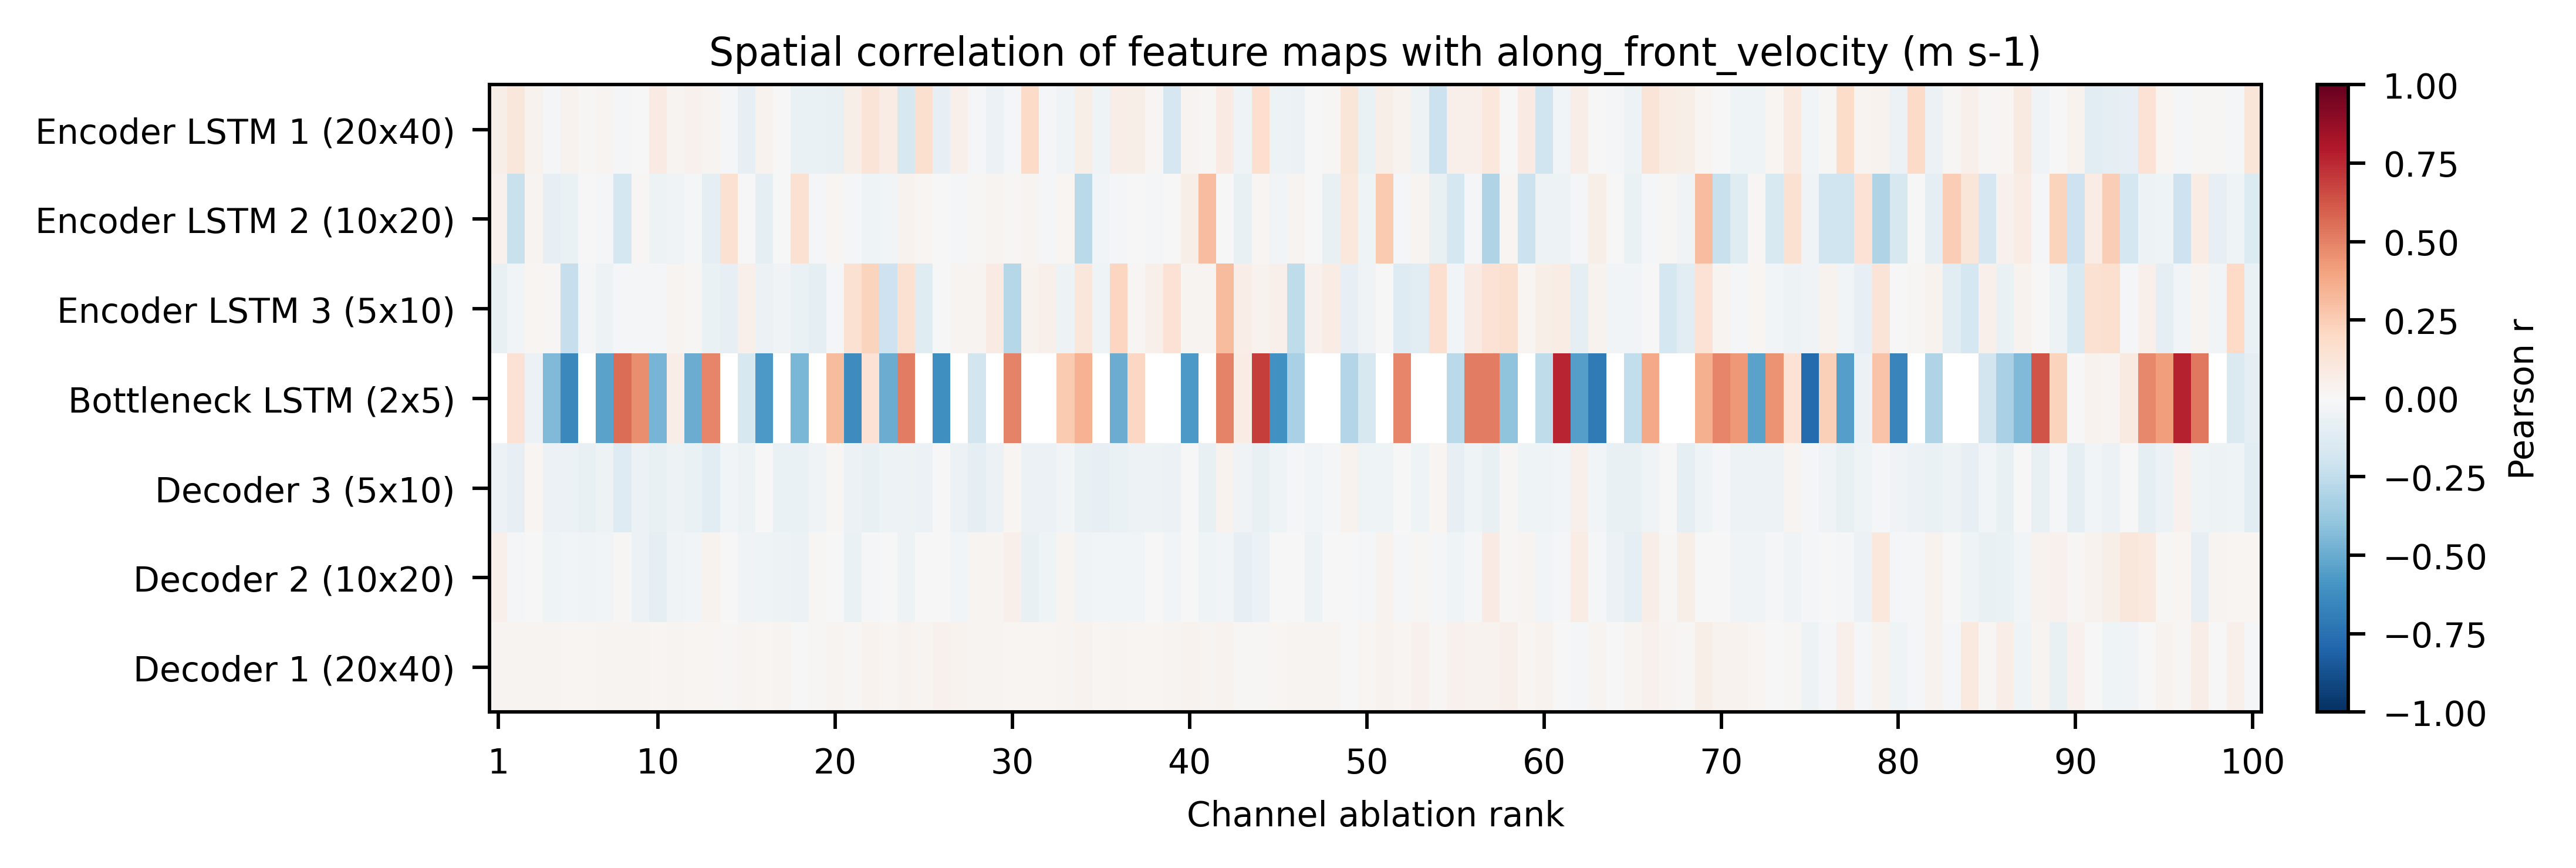 Spatial correlation of feature maps with along_front_velocity (m s-1)
Encoder LSTM 1 (20x40)
Encoder LSTM 2 (10x20)
Encoder LSTM 3 (5x10)
Bottleneck LSTM (2x5)
Decoder 3 (5x10)
Decoder 2 (10x20)
Decoder 1 (20x40)
1 10 20 30 40 50 60 70 80 90 100
Channel ablation rank
1.00
0.75
0.50
0.25
0.00
−0.25
−0.50
−0.75
−1.00
Pearson r